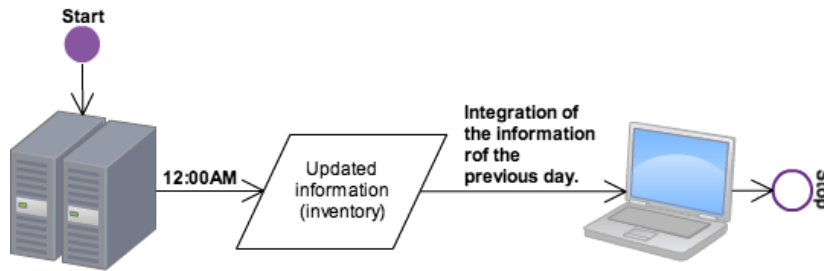 Start
12:00AM
Updated
information
(inventory)
Integration of
the information
rof the
previous day.
Stop